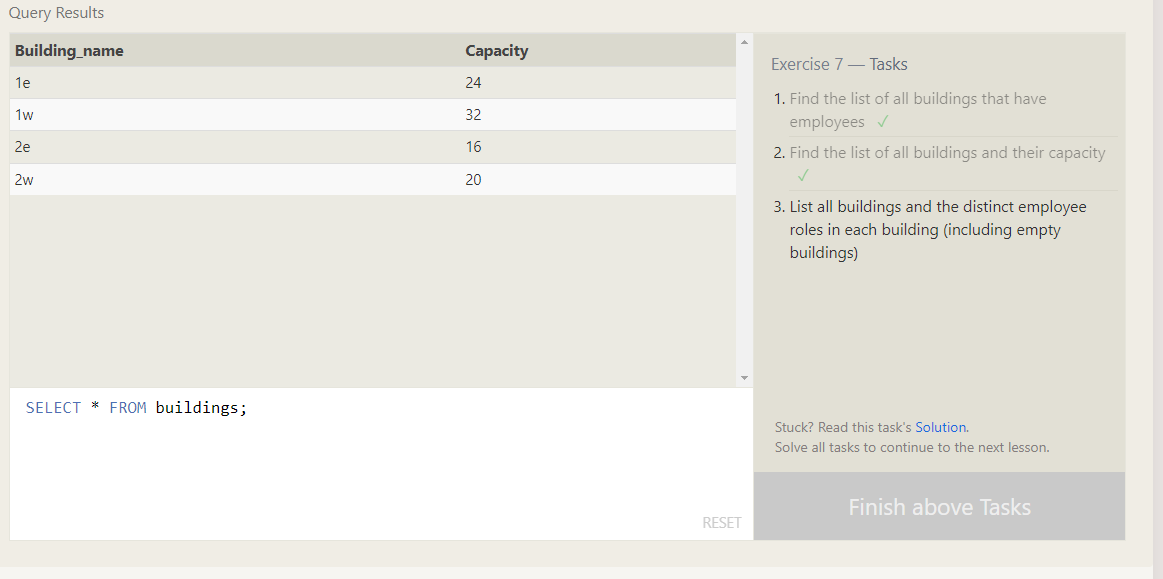 Query Results
Building_name Capacity
1e 24
1w 32
2e 16
2w 20
SELECT * FROM buildings;
RESET
Exercise 7 — Tasks
1. Find the list of all buildings that have
employees ✓
2. Find the list of all buildings and their capacity
✓
3. List all buildings and the distinct employee
roles in each building (including empty
buildings)
Stuck? Read this task's Solution.
Solve all tasks to continue to the next lesson.
Finish above Tasks